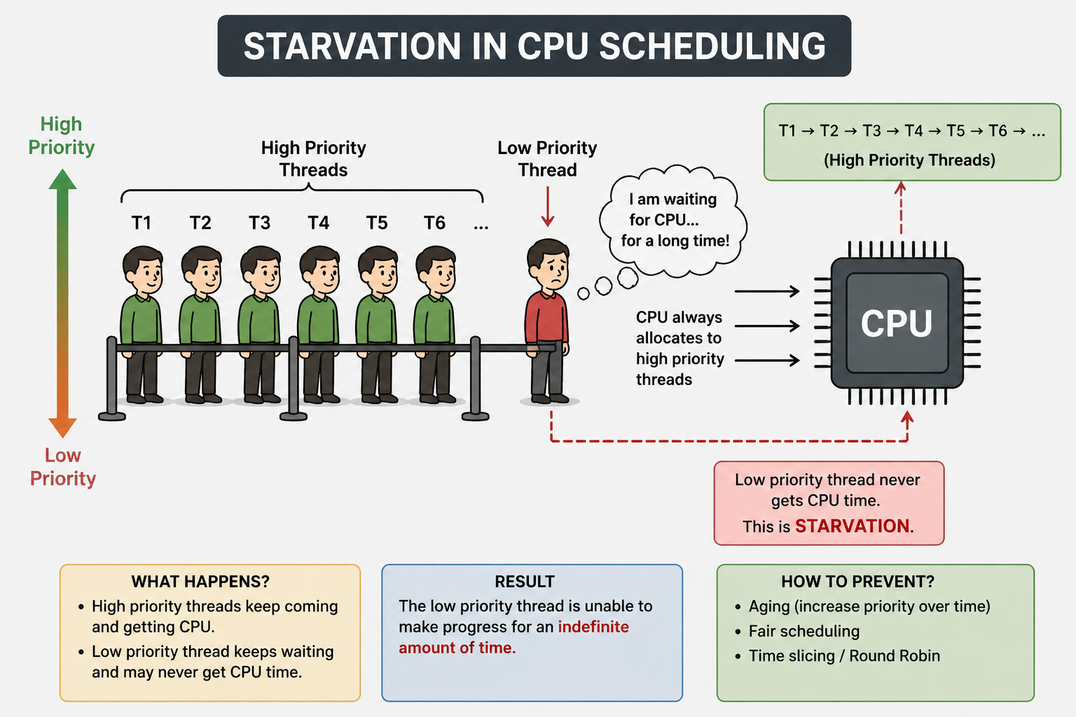 STARVATION IN CPU SCHEDULING
High
Priority
High Priority
Threads
Low Priority
Thread
T1 T2 T3 T4 T5 T6 ...
I am waiting
for CPU...
for a long time!
T1 → T2 → T3 → T4 → T5 → T6 → ...
(High Priority Threads)
CPU always
allocates to
high priority
threads
CPU
Low
Priority
Low priority thread never
gets CPU time.
This is STARVATION.
WHAT HAPPENS?
• High priority threads keep coming
and getting CPU.
• Low priority thread keeps waiting
and may never get CPU time.
RESULT
The low priority thread is unable to
make progress for an indefinite
amount of time.
HOW TO PREVENT?
• Aging (increase priority over time)
• Fair scheduling
• Time slicing / Round Robin